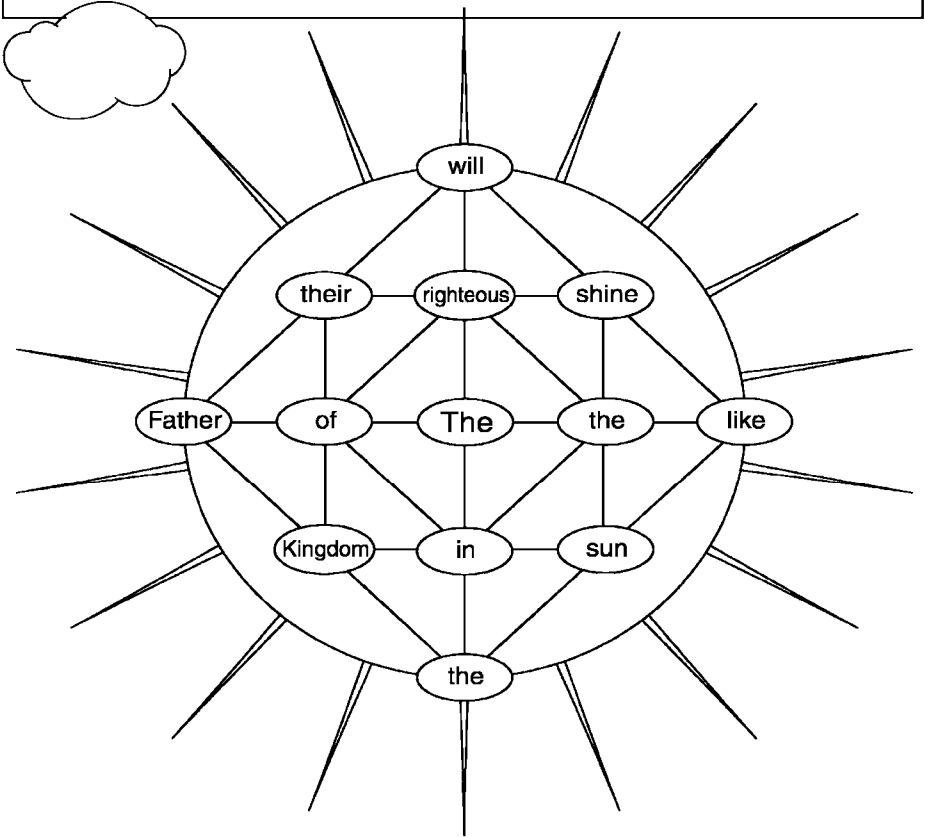 will
their righteous shine
Father of The the like
Kingdom in sun
the